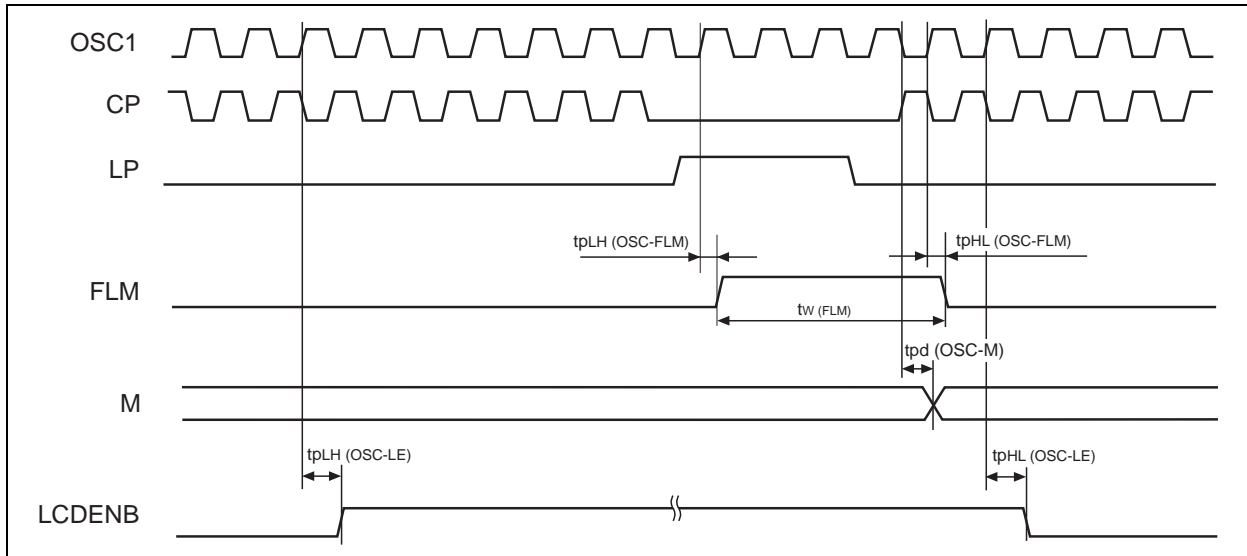 OSC1
CP
LP
tpLH (OSC-FLM)
tpHL (OSC-FLM)
FLM
tw (FLM)
tpd (OSC-M)
M
tpLH (OSC-LE)
tpHL (OSC-LE)
LCDENB